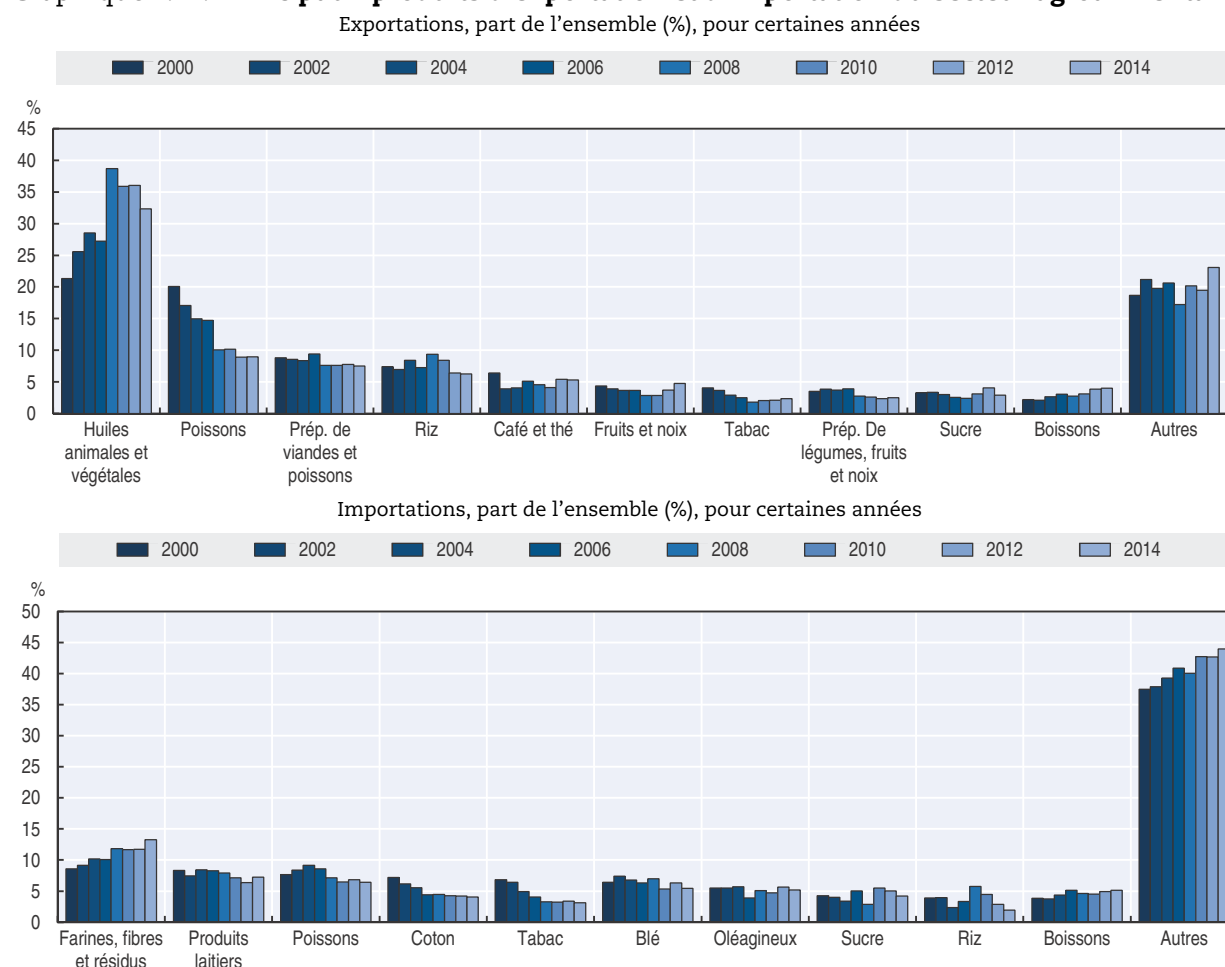 Exportations, part de l'ensemble (%), pour certaines années
2000 2002 2004 2006 2008 2010 2012 2014
%
45
40
35
30
25
20
15
10
5
0
Huiles animales et végétales
Poissons
Prép. de viandes et poissons
Riz
Café et thé
Fruits et noix
Tabac
Prép. De légumes, fruits et noix
Sucre
Boissons
Autres
Importations, part de l'ensemble (%), pour certaines années
2000 2002 2004 2006 2008 2010 2012 2014
%
50
45
40
35
30
25
20
15
10
5
0
Farines, fibres et résidus
Produits laitiers
Poissons
Coton
Tabac
Blé
Oléagineux
Sucre
Riz
Boissons
Autres